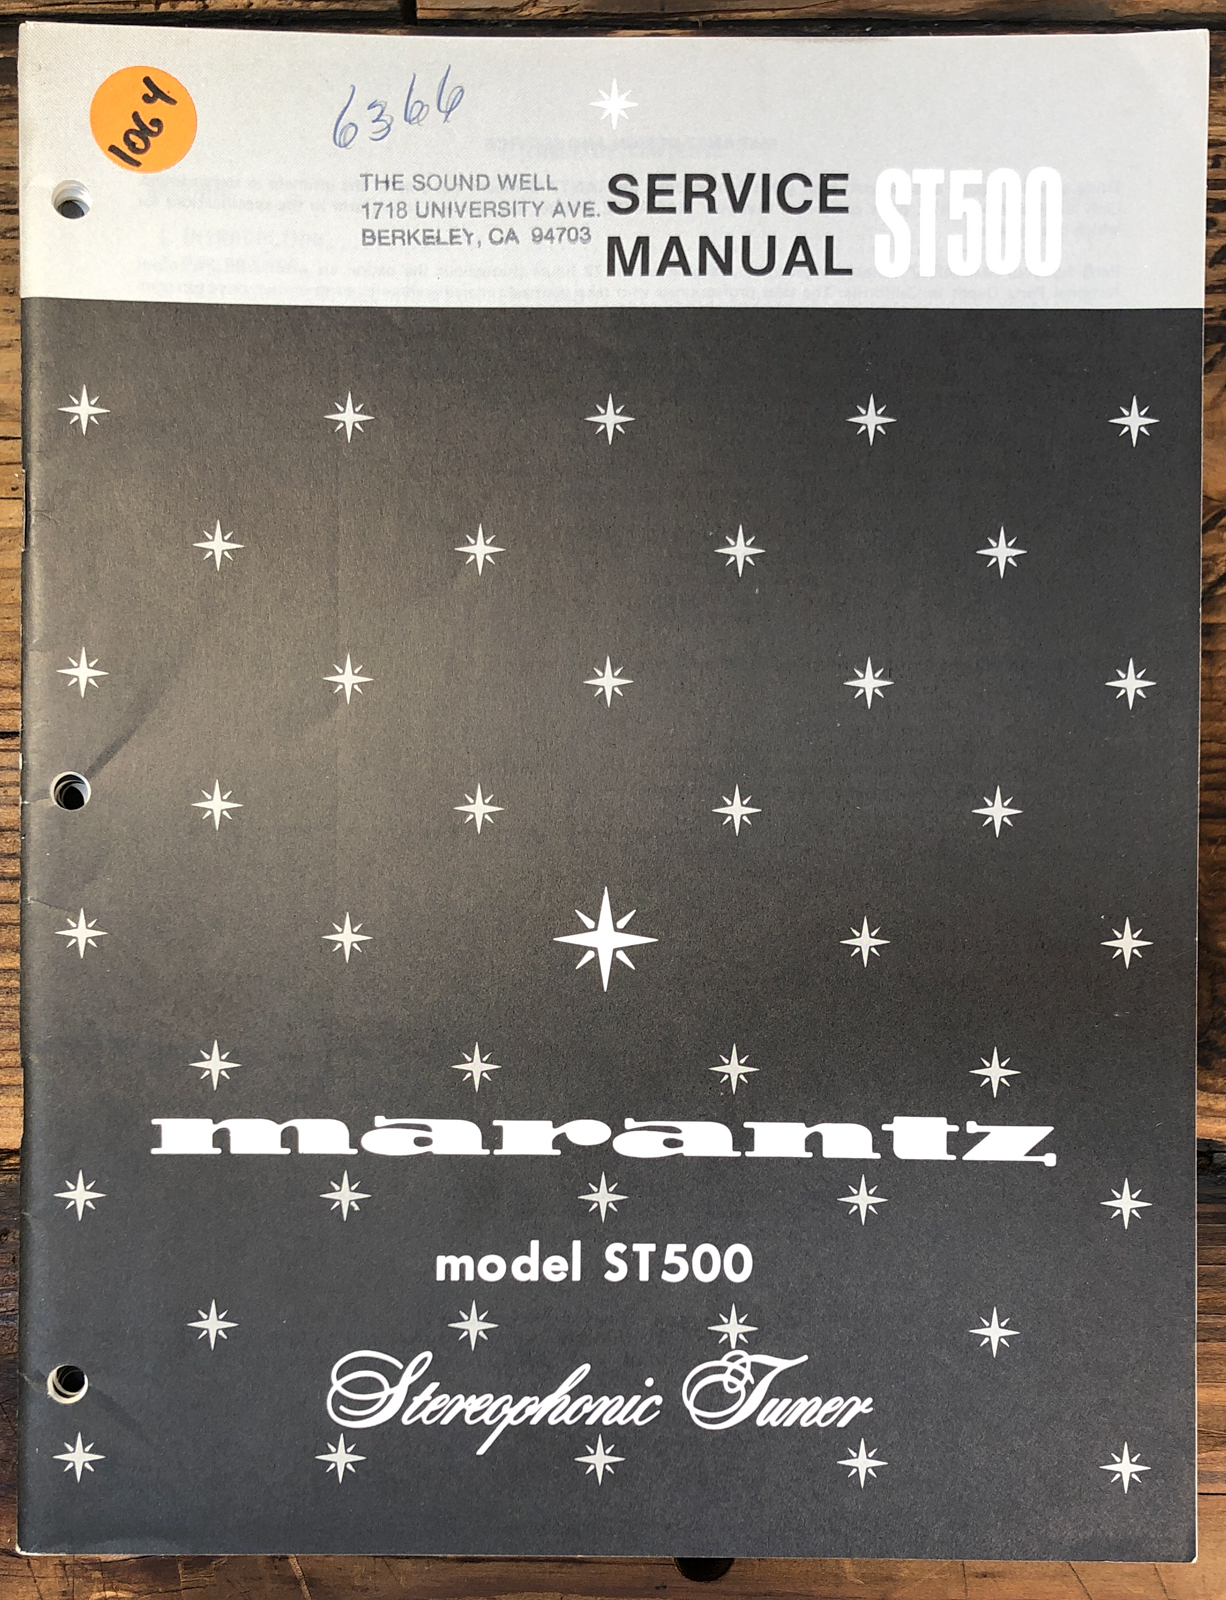 1064
6366
THE SOUND WELL
1718 UNIVERSITY AVE.
BERKELEY, CA 94703
SERVICE
MANUAL
ST500
marantz
model ST500
Stereophonic Tuner